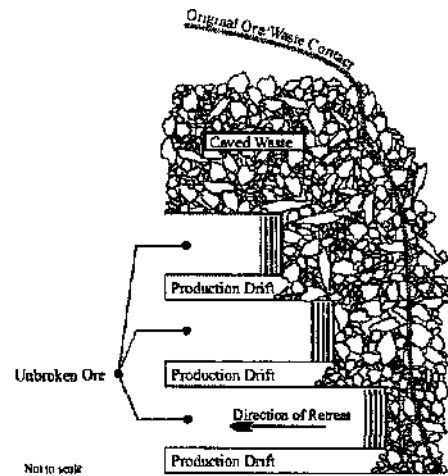 Original Ore/Waste Contact
Caved Waste
Production Drift
Production Drift
Unbroken Ore
Direction of Retreat
Production Drift
Not to scale